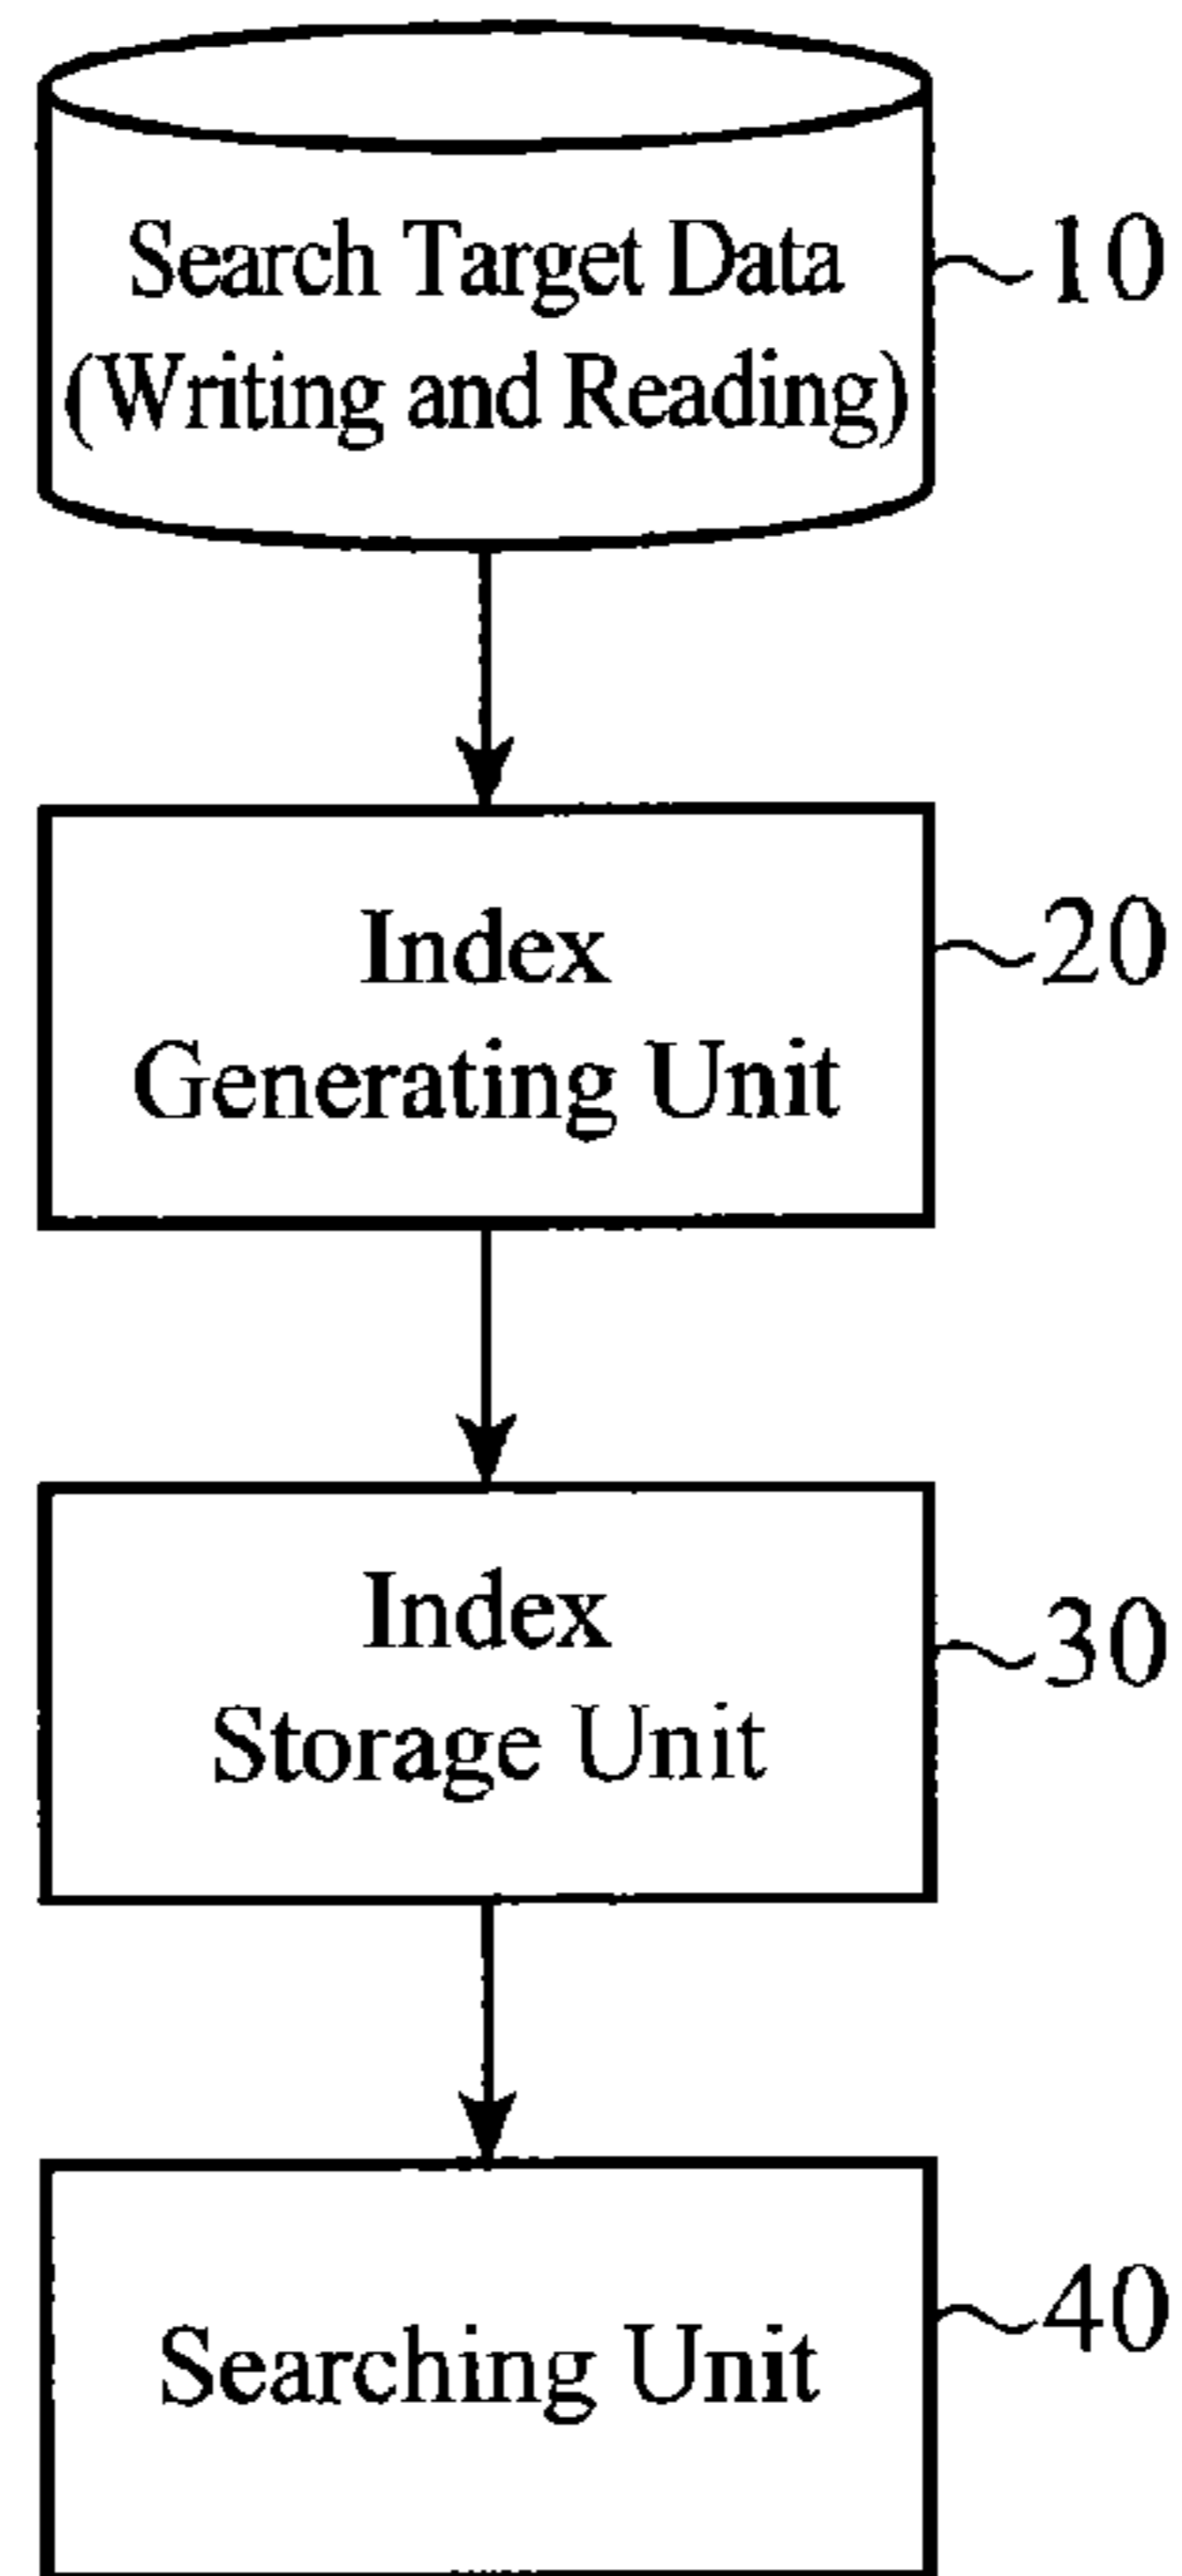 Search Target Data
(Writing and Reading)
10
Index
Generating Unit
20
Index
Storage Unit
30
Searching Unit
40